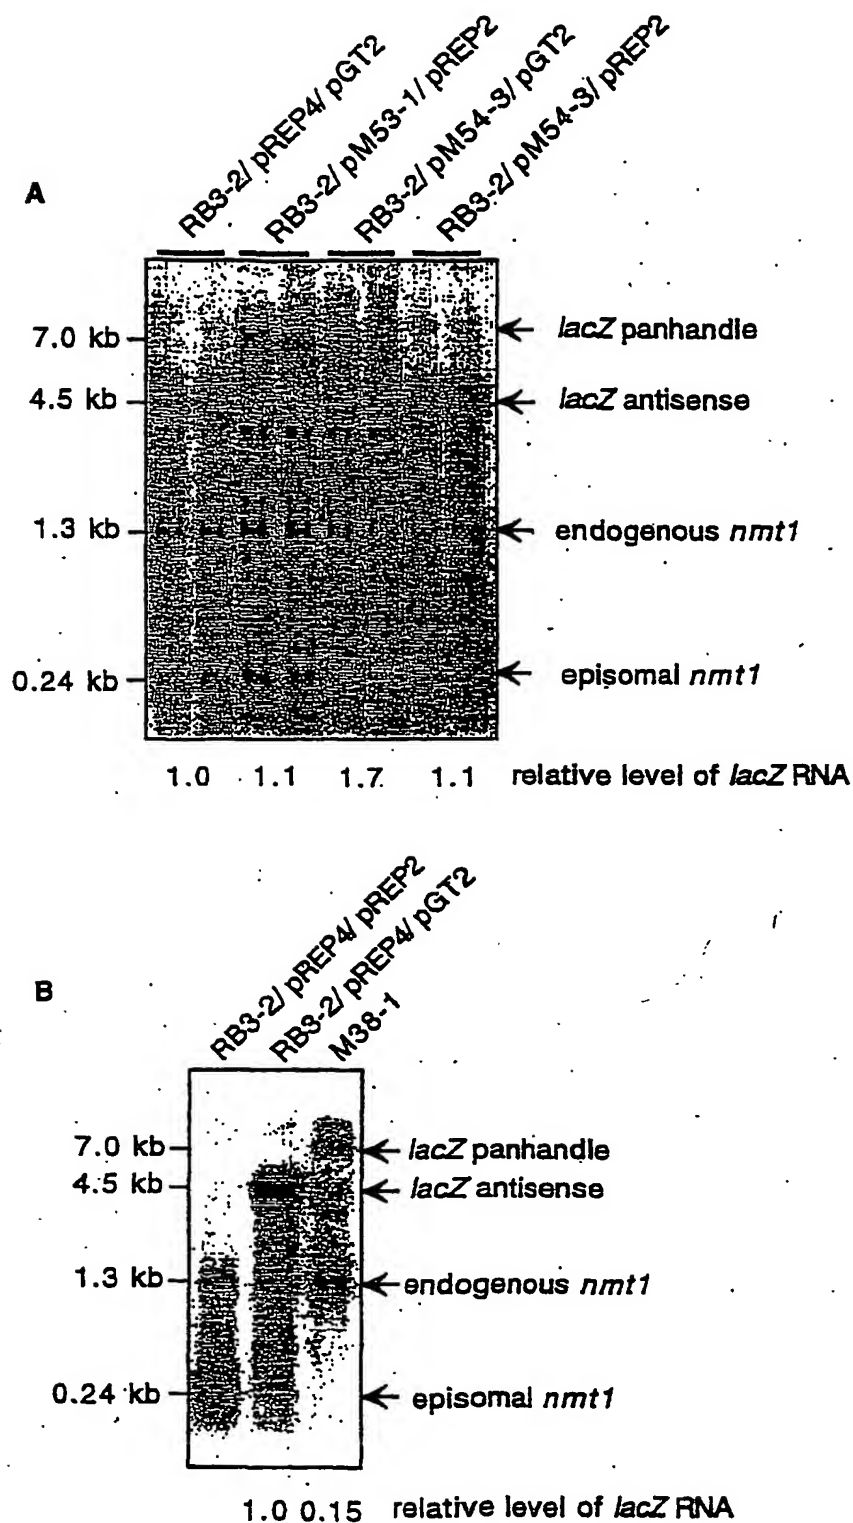 A
RB3-2/ pREP4/ pGT2
RB3-2/ pM53-1/ pREP2
RB3-2/ pM54-3/ pGT2
RB3-2/ pM54-3/ pREP2
7.0 kb
lacZ panhandle
4.5 kb
lacZ antisense
1.3 kb
endogenous nmt1
0.24 kb
episomal nmt1
1.0 1.1 1.7 1.1 relative level of lacZ RNA
B
RB3-2/ pREP4/ pREP2
RB3-2/ pREP4/ pGT2
M38-1
7.0 kb
lacZ panhandle
4.5 kb
lacZ antisense
1.3 kb
endogenous nmt1
0.24 kb
episomal nmt1
1.0 0.15 relative level of lacZ RNA